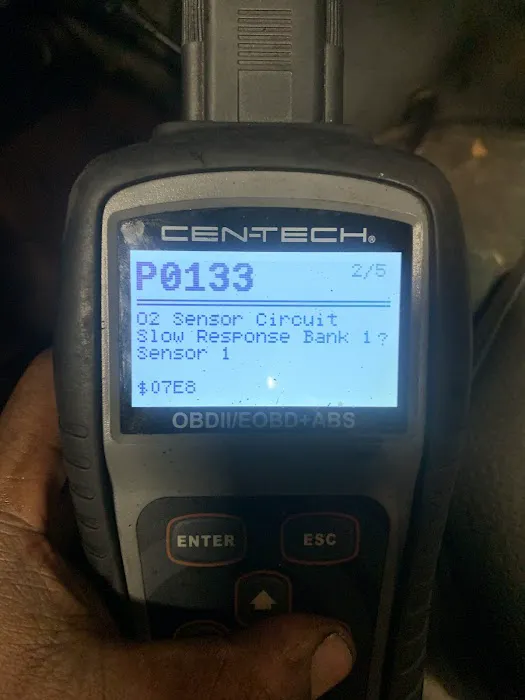 CEN-TECH®
P0133 2/5
O2 Sensor Circuit
Slow Response Bank 1?
Sensor 1
$07E8
OBDII/EOBD+ABS
ENTER ESC